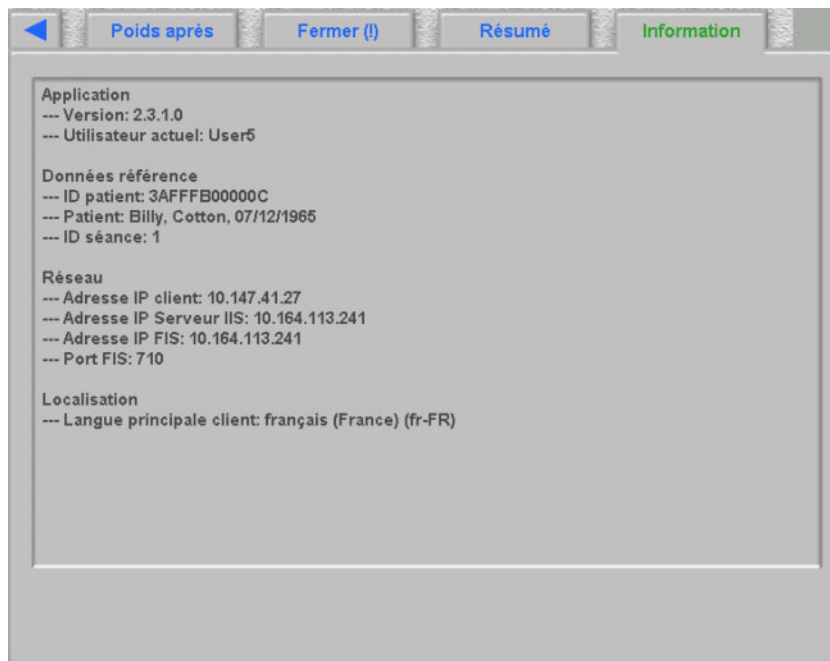 Poids après
Fermer (!)
Résumé
Information
Application
--- Version: 2.3.1.0
--- Utilisateur actuel: User5
Données référence
--- ID patient: 3AFFFB00000C
--- Patient: Billy, Cotton, 07/12/1965
--- ID séance: 1
Réseau
--- Adresse IP client: 10.147.41.27
--- Adresse IP Serveur IIS: 10.164.113.241
--- Adresse IP FIS: 10.164.113.241
--- Port FIS: 710
Localisation
--- Langue principale client: français (France) (fr-FR)